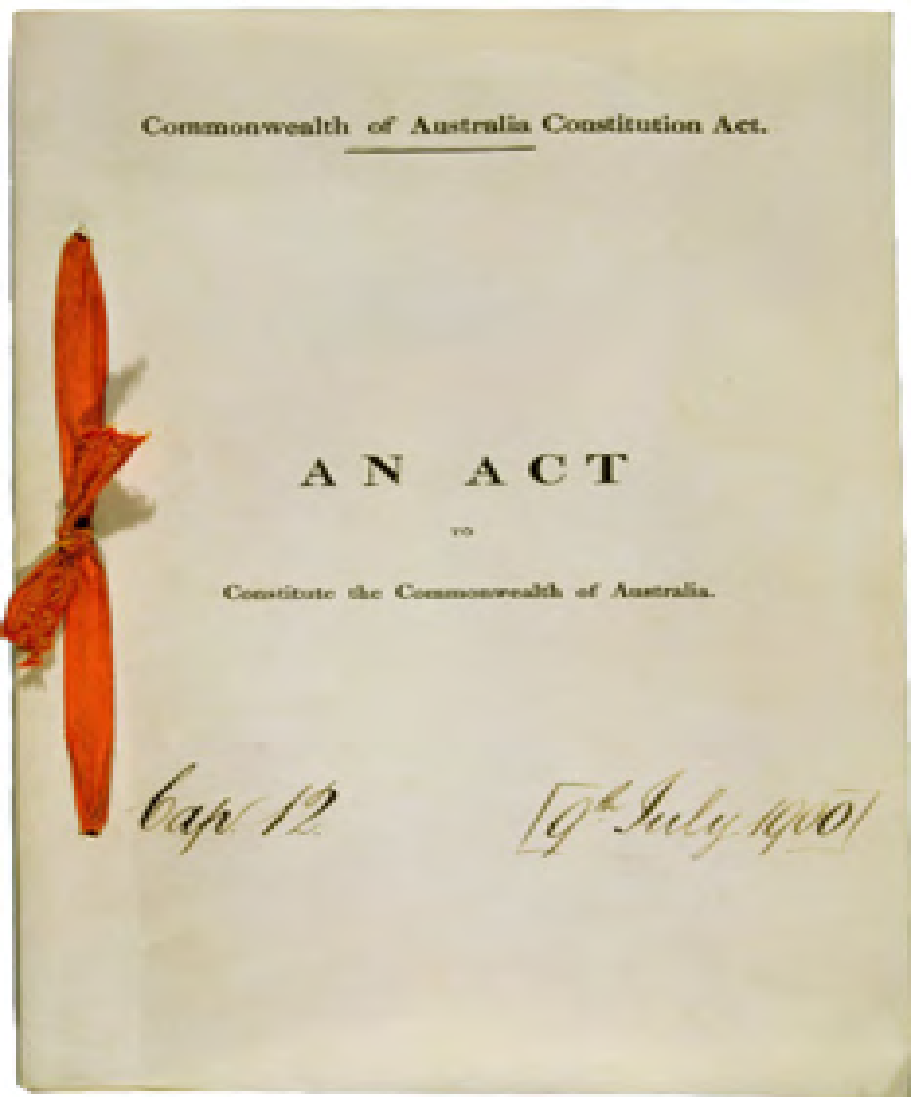 Commonwealth of Australia Constitution Act.
AN ACT
TO
Constitute the Commonwealth of Australia.
Cap. 12 [9th July 1900]